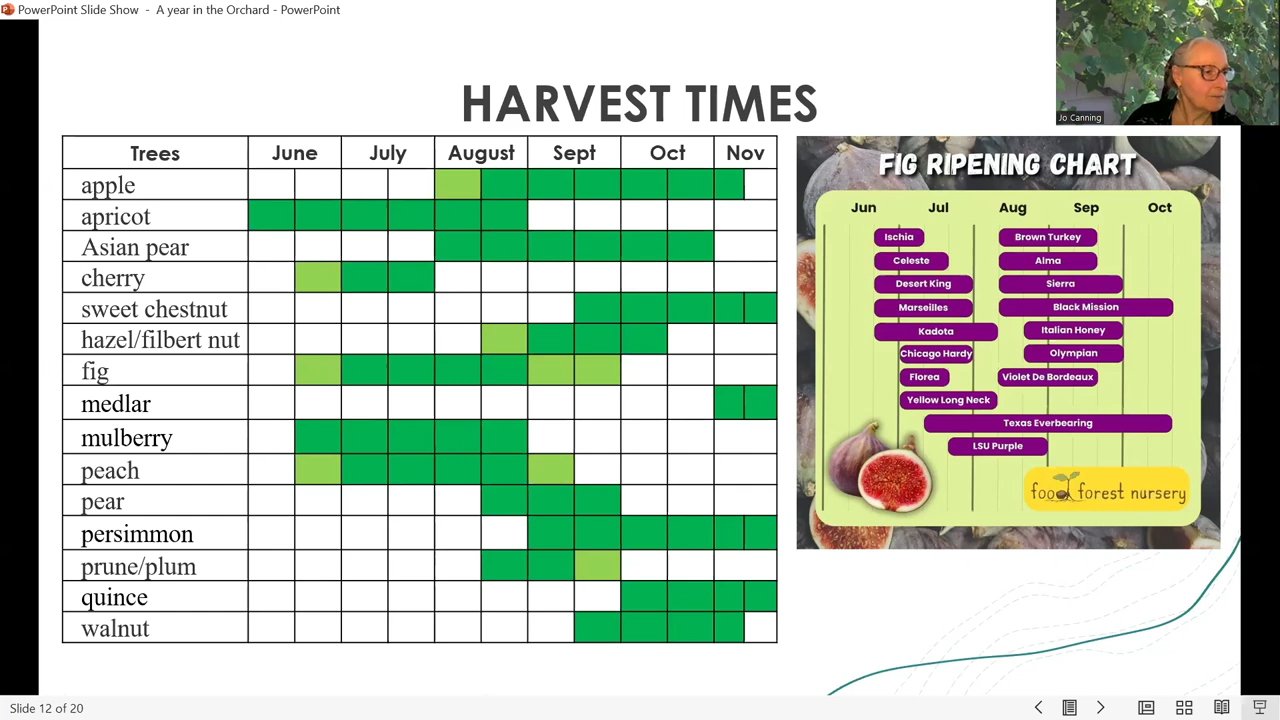 PowerPoint Slide Show - A year in the Orchard - PowerPoint
Jo Canning
HARVEST TIMES
Trees June July August Sept Oct Nov
apple
apricot
Asian pear
cherry
sweet chestnut
hazel/filbert nut
fig
medlar
mulberry
peach
pear
persimmon
prune/plum
quince
walnut
FIG RIPENING CHART
Jun Jul Aug Sep Oct
Ischia Brown Turkey
Celeste Alma
Desert King Sierra
Marseilles Black Mission
Kadota Italian Honey
Chicago Hardy Olympian
Florea Violet De Bordeaux
Yellow Long Neck
Texas Everbearing
LSU Purple
food forest nursery
Slide 12 of 20